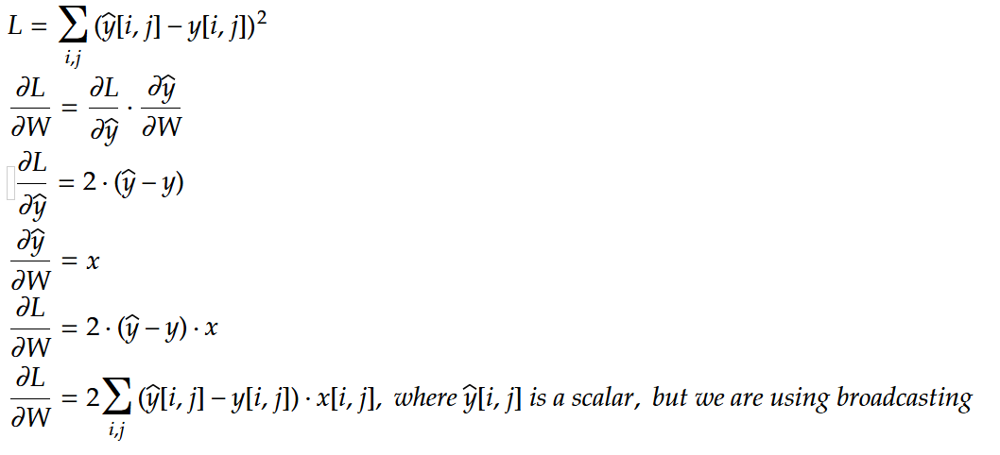 L = ∑_{i,j} (ŷ[i, j] − y[i, j])²
∂L/∂W = ∂L/∂ŷ · ∂ŷ/∂W
∂L/∂ŷ = 2 · (ŷ − y)
∂ŷ/∂W = x
∂L/∂W = 2 · (ŷ − y) · x
∂L/∂W = 2 ∑_{i,j} (ŷ[i, j] − y[i, j]) · x[i, j], where ŷ[i, j] is a scalar, but we are using broadcasting